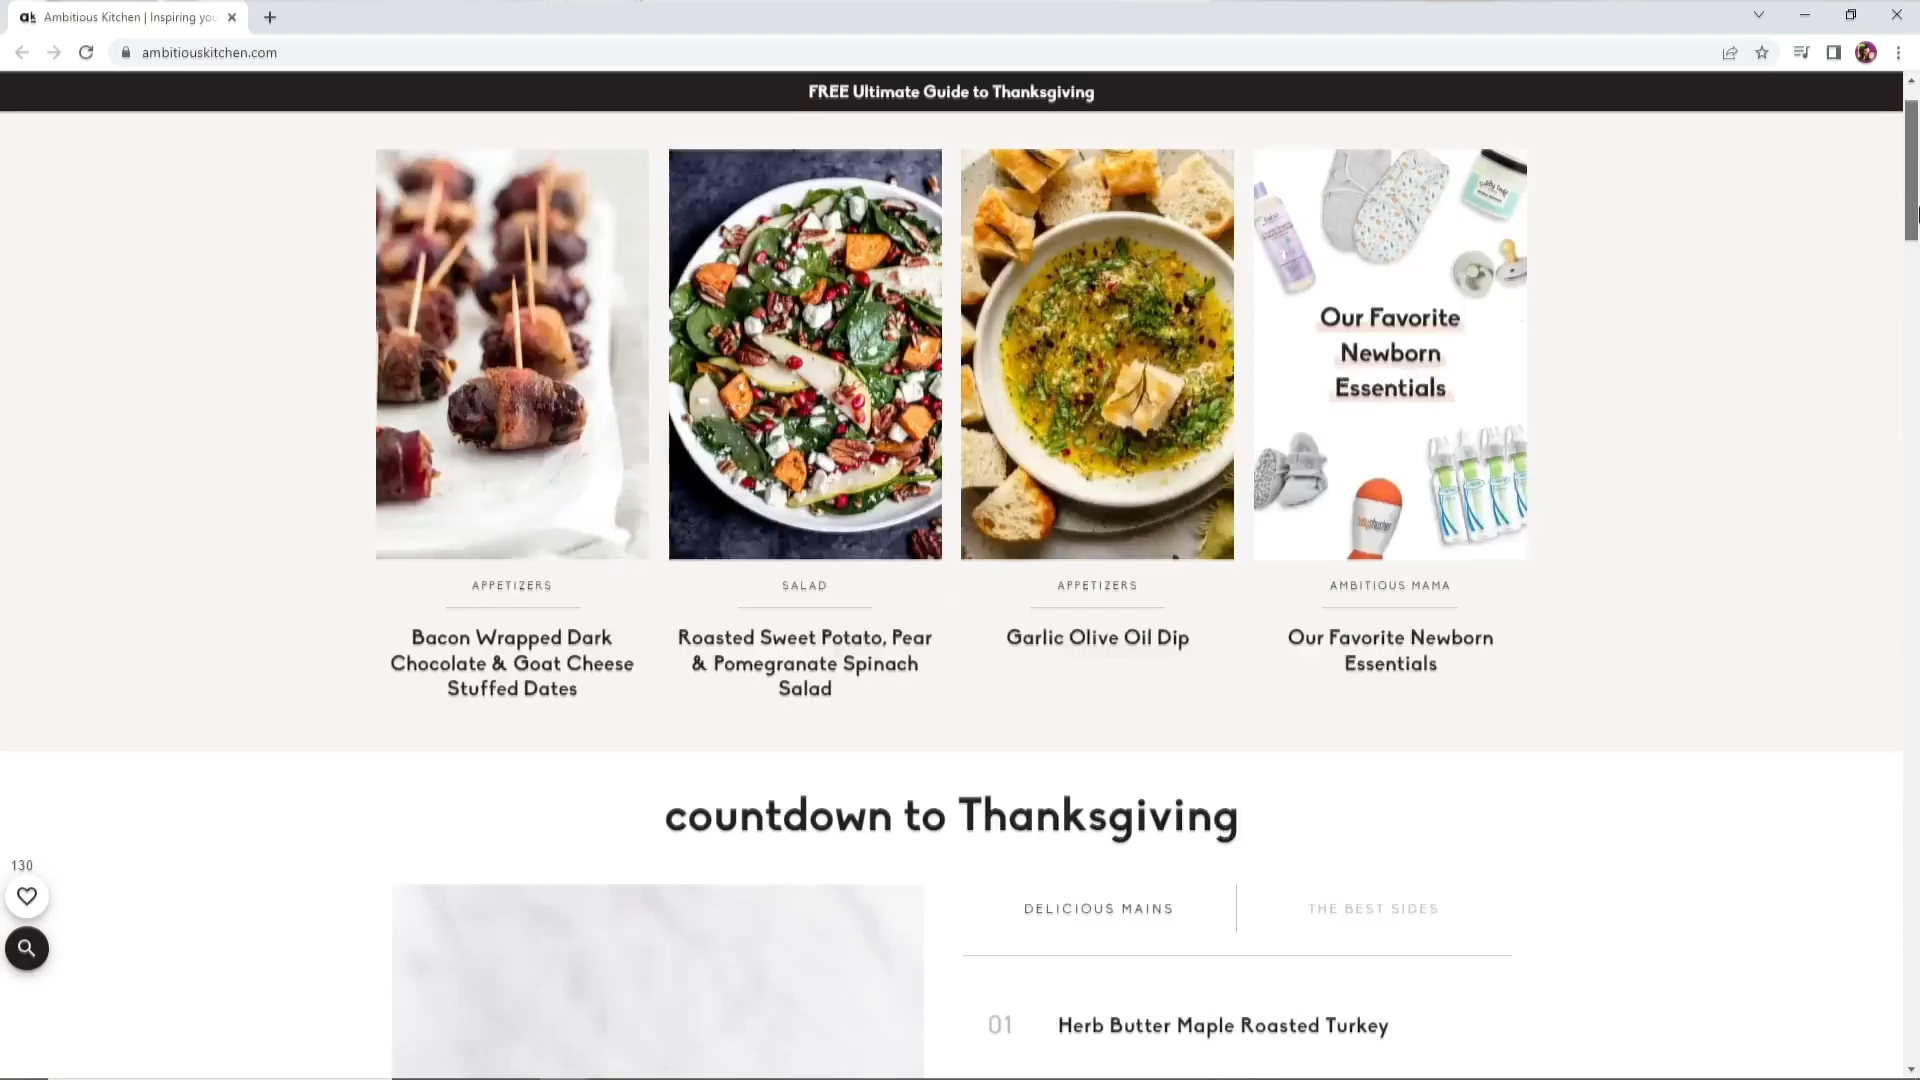 Ambitious Kitchen | Inspiring you
ambitiouskitchen.com
FREE Ultimate Guide to Thanksgiving
Our Favorite
Newborn
Essentials
APPETIZERS
SALAD
APPETIZERS
AMBITIOUS MAMA
Bacon Wrapped Dark
Chocolate & Goat Cheese
Stuffed Dates
Roasted Sweet Potato, Pear
& Pomegranate Spinach
Salad
Garlic Olive Oil Dip
Our Favorite Newborn
Essentials
countdown to Thanksgiving
130
DELICIOUS MAINS
THE BEST SIDES
01
Herb Butter Maple Roasted Turkey